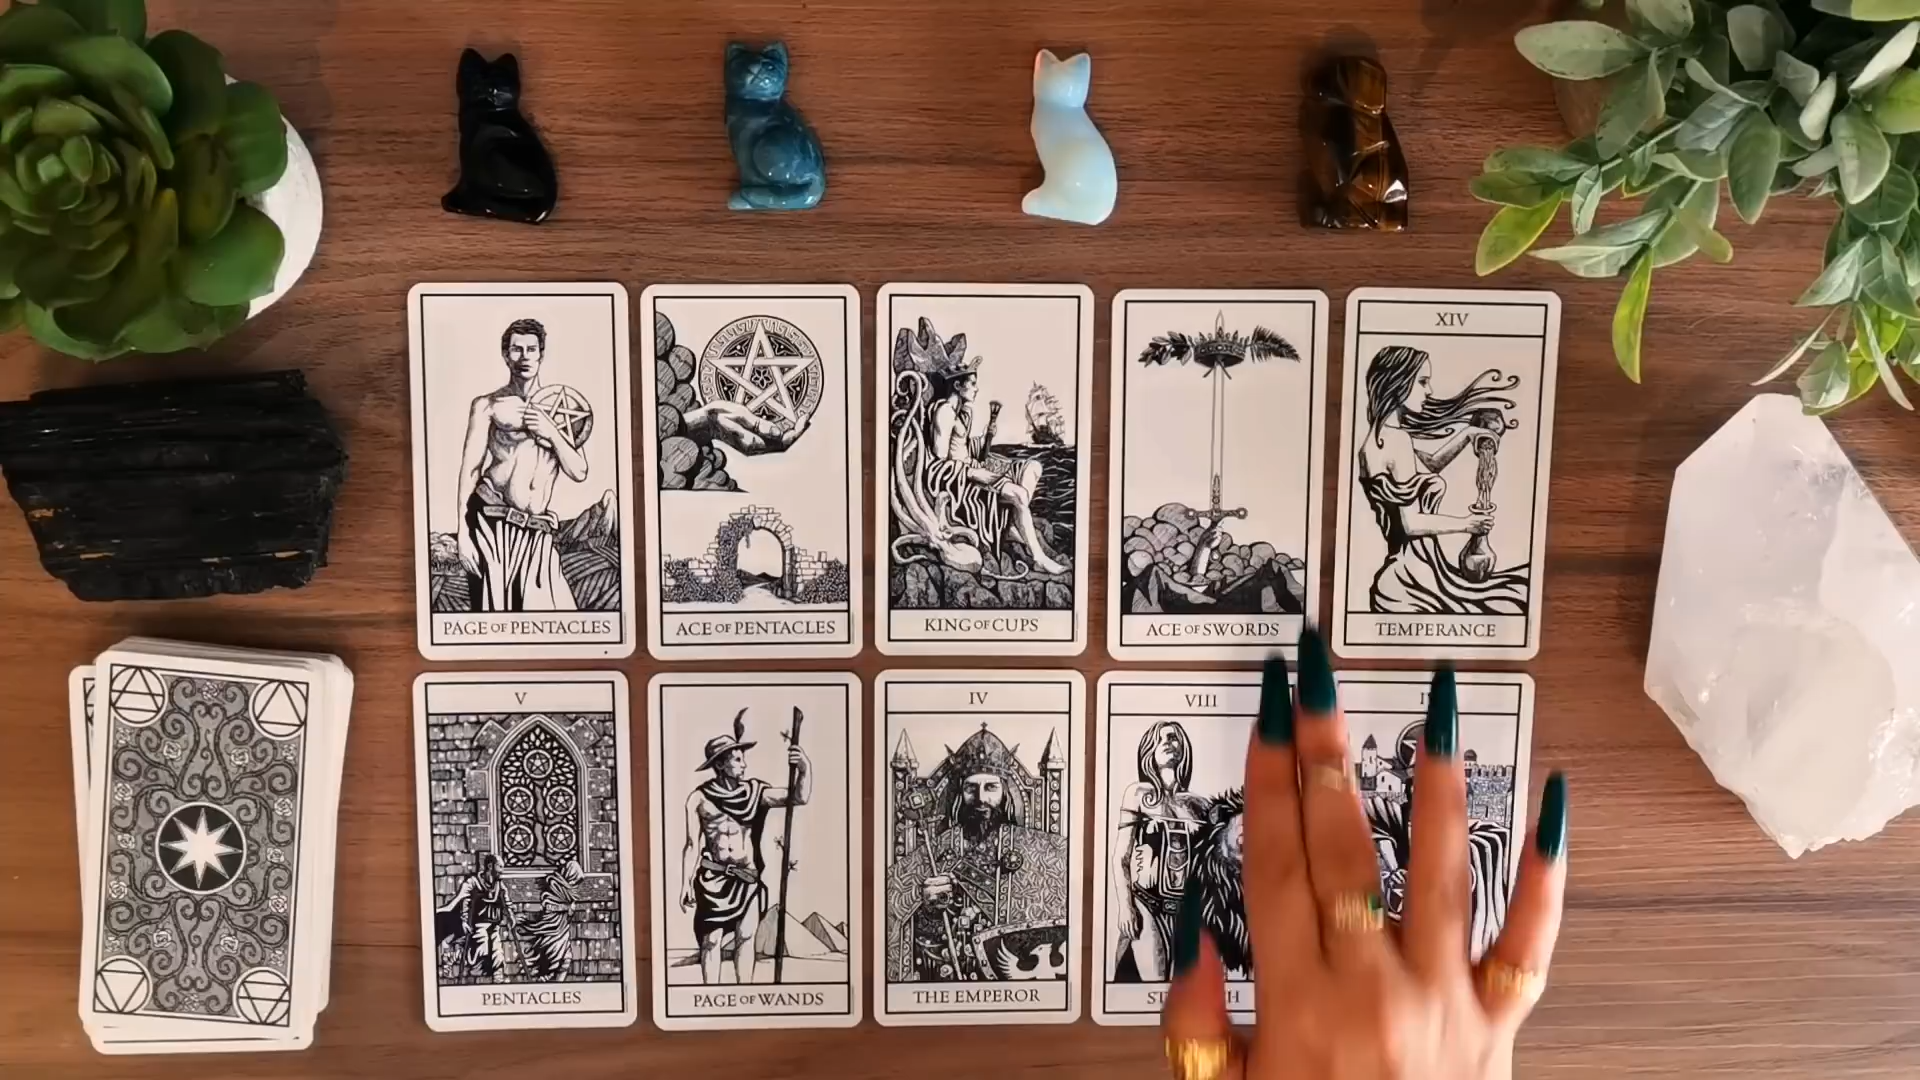 XIV
PAGE OF PENTACLES
ACE OF PENTACLES
KING OF CUPS
ACE OF SWORDS
TEMPERANCE
V
IV
VIII
PENTACLES
PAGE OF WANDS
THE EMPEROR